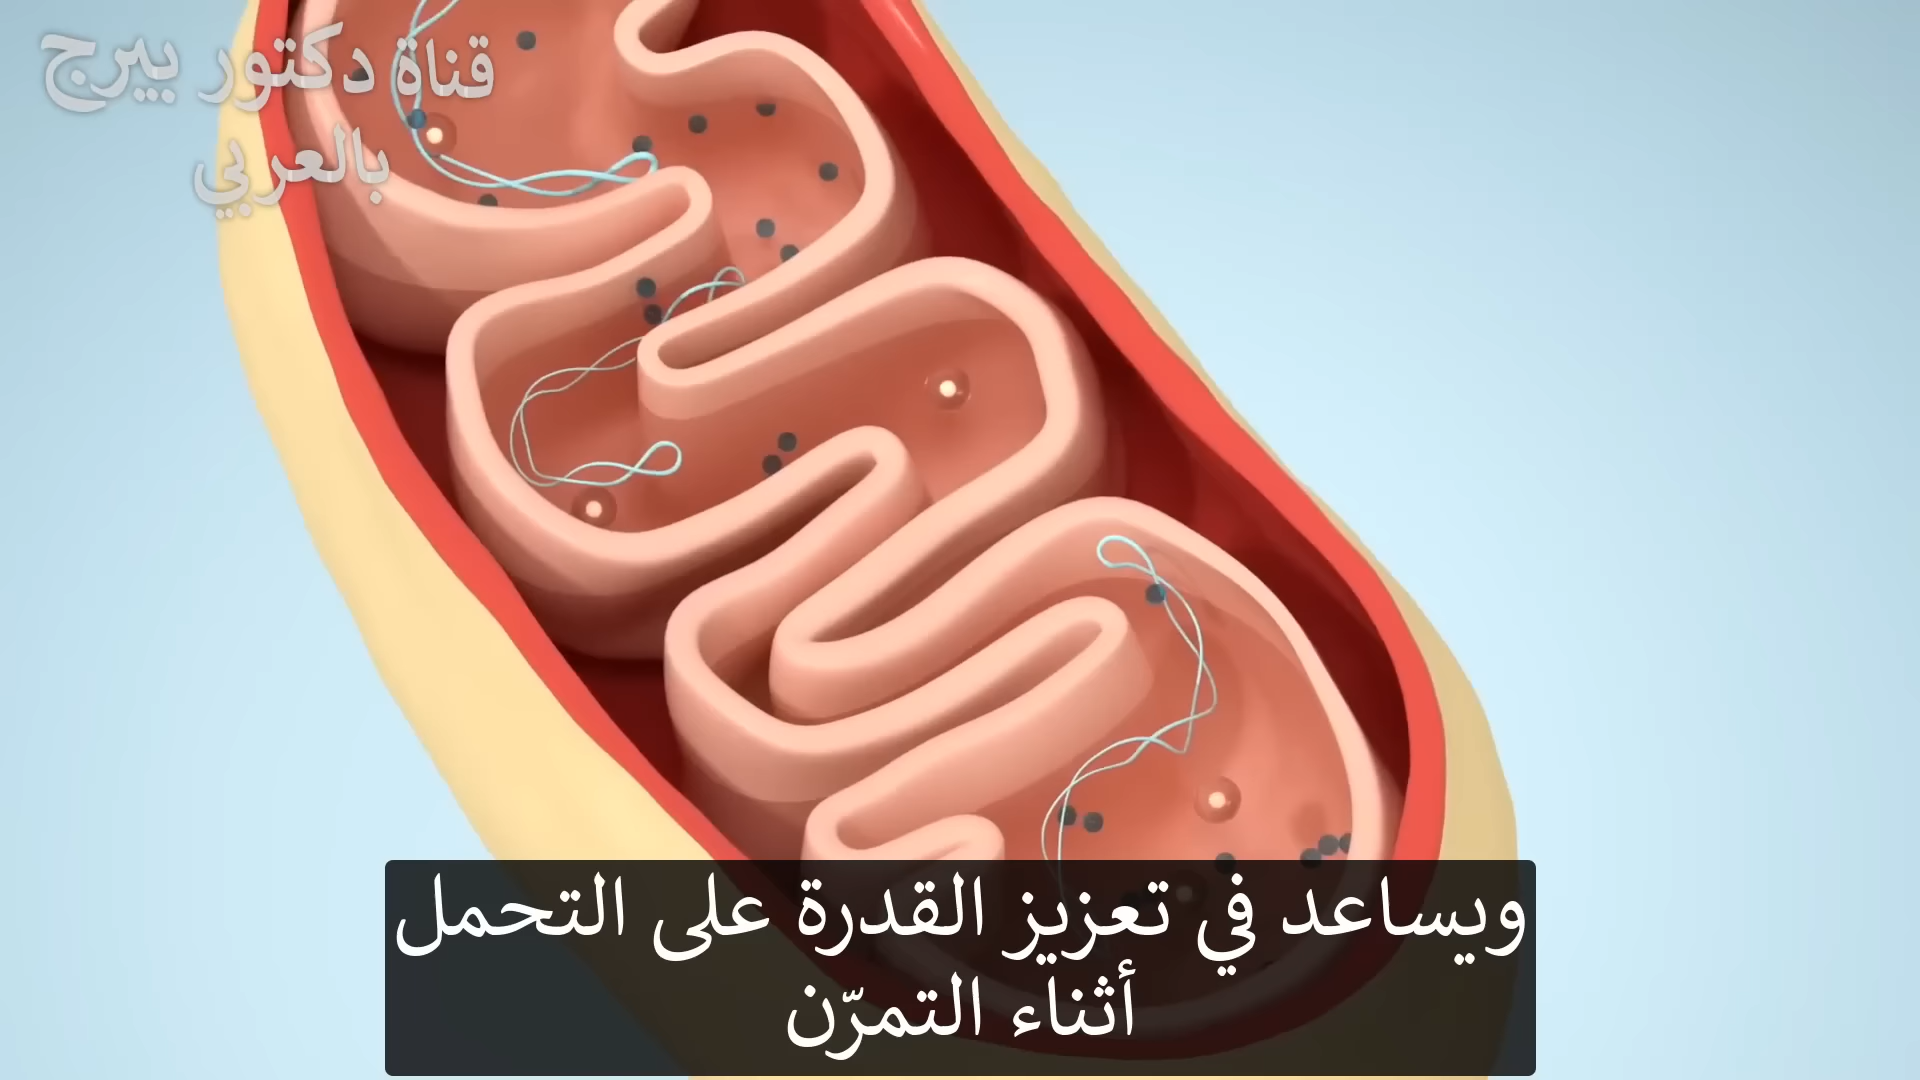 قناة دكتور بيرج
بالعربي
ويساعد في تعزيز القدرة على التحمل
أثناء التمرّن